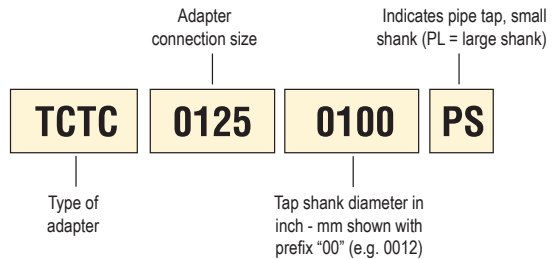 Adapter
connection size
Indicates pipe tap, small
shank (PL = large shank)
TCTC 0125 0100 PS
Type of
adapter
Tap shank diameter in
inch - mm shown with
prefix “00” (e.g. 0012)